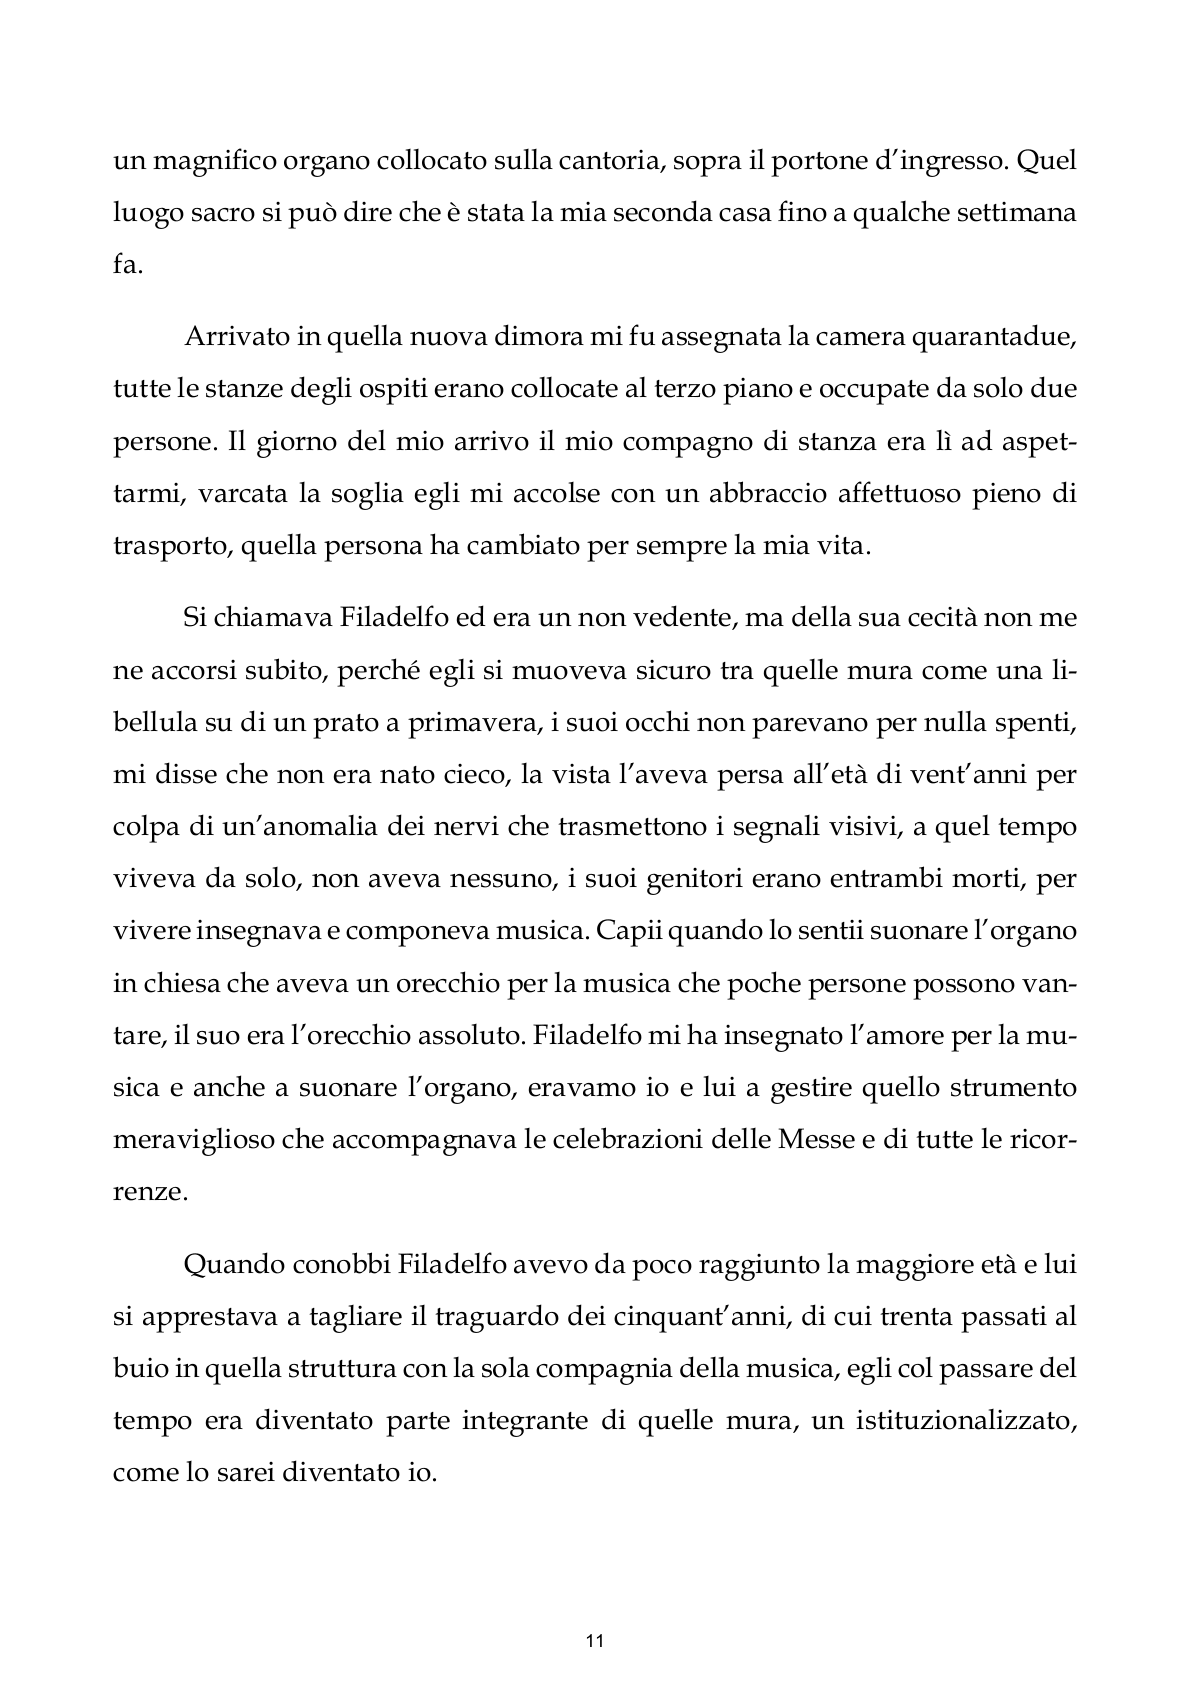 un magnifico organo collocato sulla cantoria, sopra il portone d’ingresso. Quel
luogo sacro si può dire che è stata la mia seconda casa fino a qualche settimana
fa.
Arrivato in quella nuova dimora mi fu assegnata la camera quarantadue,
tutte le stanze degli ospiti erano collocate al terzo piano e occupate da solo due
persone. Il giorno del mio arrivo il mio compagno di stanza era lì ad aspet-
tarmi, varcata la soglia egli mi accolse con un abbraccio affettuoso pieno di
trasporto, quella persona ha cambiato per sempre la mia vita.
Si chiamava Filadelfo ed era un non vedente, ma della sua cecità non me
ne accorsi subito, perché egli si muoveva sicuro tra quelle mura come una li-
bellula su di un prato a primavera, i suoi occhi non parevano per nulla spenti,
mi disse che non era nato cieco, la vista l’aveva persa all’età di vent’anni per
colpa di un’anomalia dei nervi che trasmettono i segnali visivi, a quel tempo
viveva da solo, non aveva nessuno, i suoi genitori erano entrambi morti, per
vivere insegnava e componeva musica. Capii quando lo sentii suonare l’organo
in chiesa che aveva un orecchio per la musica che poche persone possono van-
tare, il suo era l’orecchio assoluto. Filadelfo mi ha insegnato l’amore per la mu-
sica e anche a suonare l’organo, eravamo io e lui a gestire quello strumento
meraviglioso che accompagnava le celebrazioni delle Messe e di tutte le ricor-
renze.
Quando conobbi Filadelfo avevo da poco raggiunto la maggiore età e lui
si apprestava a tagliare il traguardo dei cinquant’anni, di cui trenta passati al
buio in quella struttura con la sola compagnia della musica, egli col passare del
tempo era diventato parte integrante di quelle mura, un istituzionalizzato,
come lo sarei diventato io.
11